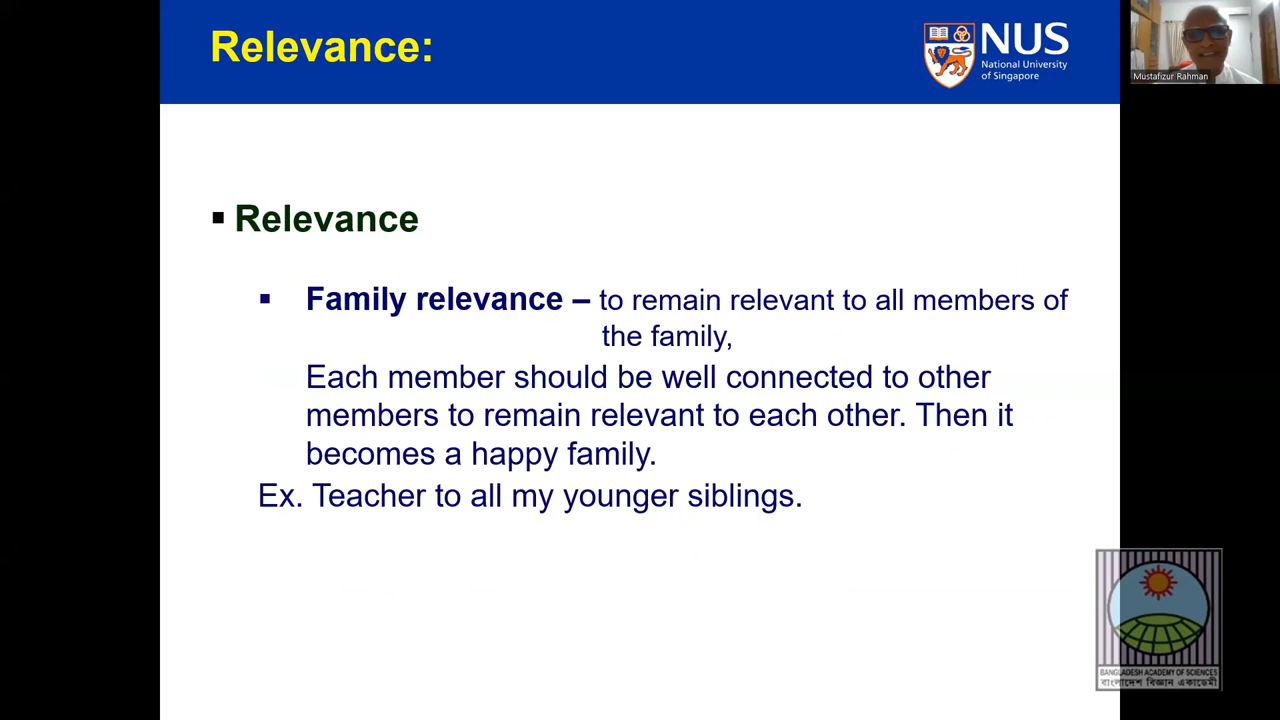 Relevance:
NUS
National University
of Singapore
Mustafizur Rahman
▪ Relevance
▪ Family relevance – to remain relevant to all members of
the family,
Each member should be well connected to other
members to remain relevant to each other. Then it
becomes a happy family.
Ex. Teacher to all my younger siblings.
BANGLADESH ACADEMY OF SCIENCES
বাংলাদেশ বিজ্ঞান একাডেমী